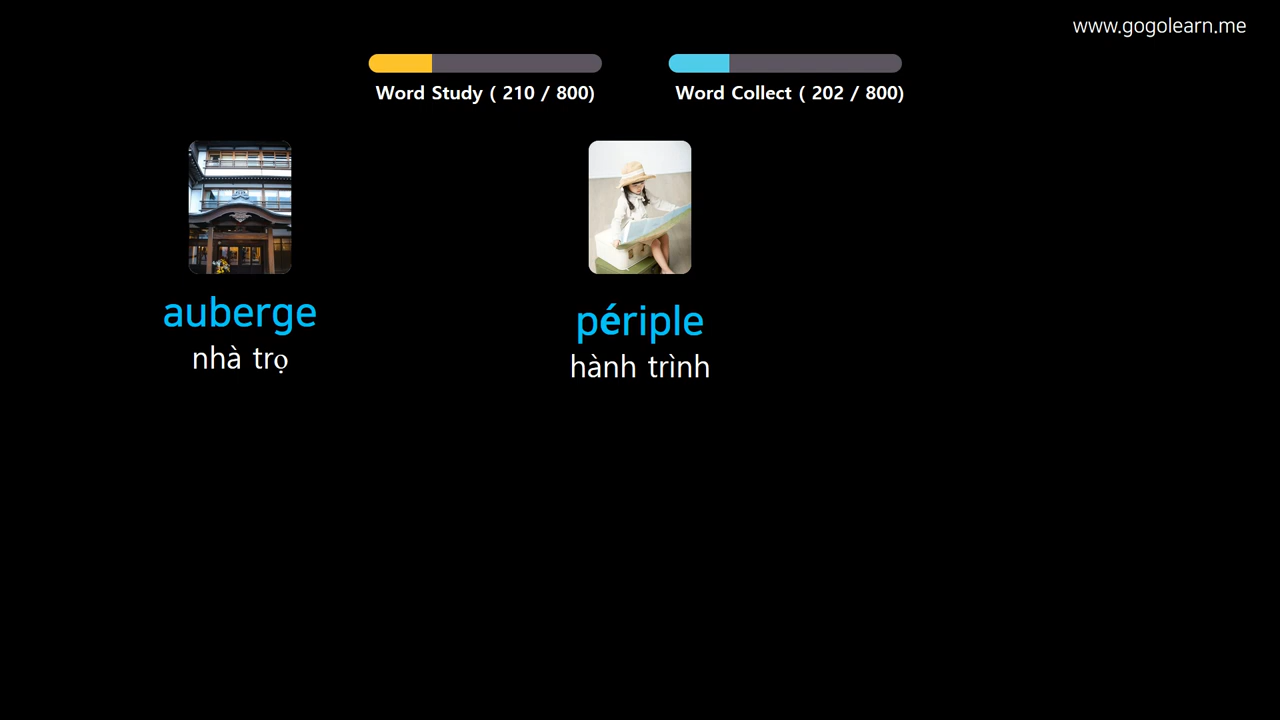 www.gogolearn.me
Word Study ( 210 / 800)
Word Collect ( 202 / 800)
auberge
nhà trọ
périple
hành trình